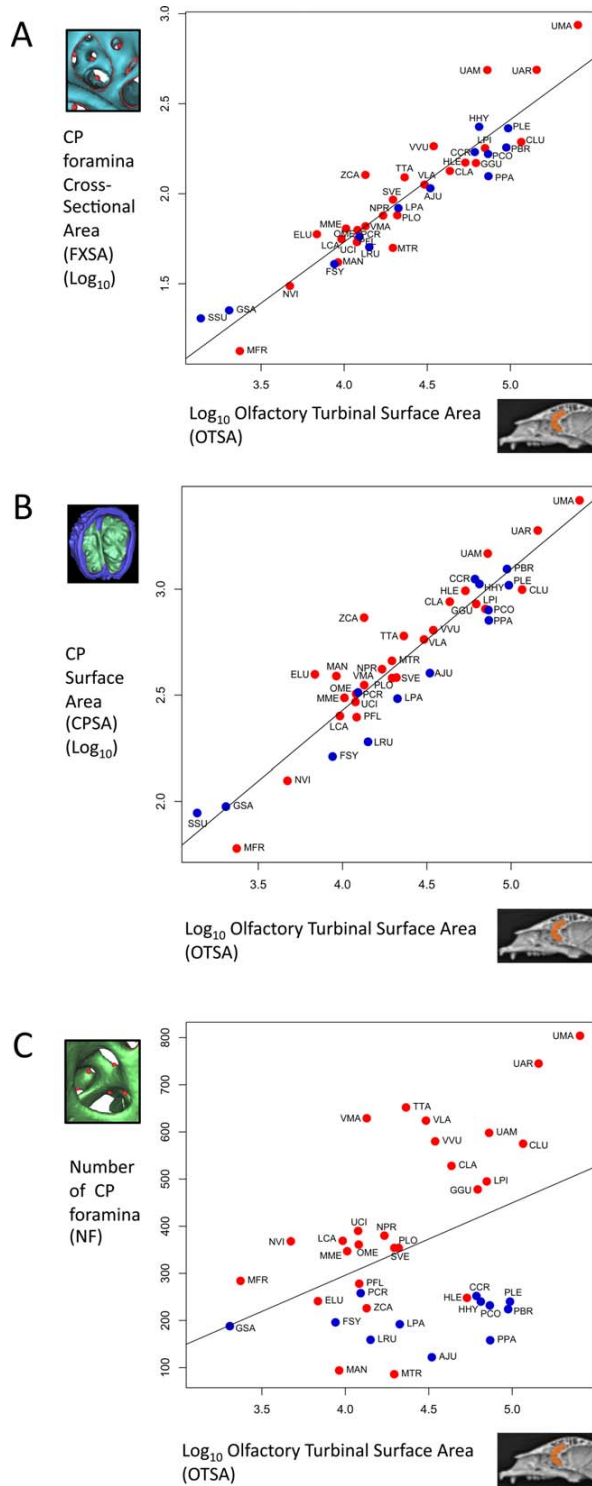 A
CP
foramina
Cross-
Sectional
Area
(FXSA)
(Log10)
3.0
2.5
2.0
1.5
UMA
UAM
UAR
HHY
PLE
VVU
CCR
LPI
CLU
PCO
PBR
HLE
GGU
ZCA
TTA
VLA
CLA
PPA
AJU
SVE
NPR
LPA
PLO
MME
VMA
ELU
OME
PCR
LCA
PFL
UCI
LRU
MTR
MAN
FSY
NVI
SSU
GSA
MFR
3.5 4.0 4.5 5.0
Log10 Olfactory Turbinal Surface Area
(OTSA)
B
CP
Surface
Area
(CPSA)
(Log10)
3.0
2.5
2.0
UMA
UAR
UAM
PBR
CCR
HHY
PLE
HLE
CLU
CLA
LPI
GGU
PCO
PPA
ZCA
VVU
TTA
VLA
MTR
ELU
MAN
NPR
AJU
VMA
PLO
SVE
OME
PCR
MME
UCI
LPA
LCA
PFL
LRU
FSY
NVI
GSA
SSU
MFR
3.5 4.0 4.5 5.0
Log10 Olfactory Turbinal Surface Area
(OTSA)
C
Number
of CP
foramina
(NF)
800
700
600
500
400
300
200
100
UMA
UAR
TTA
VMA
VLA
UAM
VVU
CLU
CLA
LPI
GGU
UCI
NPR
NVI
LCA
PLO
MME
OME
SVE
MFR
PFL
PCR
CCR
PLE
ELU
HLE
ZCA
HHY
PCO
PBR
GSA
FSY
LPA
LRU
PPA
AJU
MAN
MTR
3.5 4.0 4.5 5.0
Log10 Olfactory Turbinal Surface Area
(OTSA)